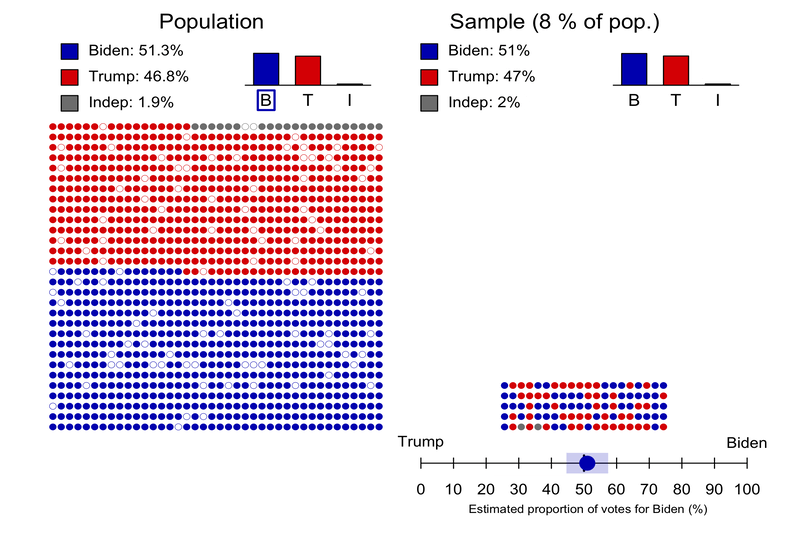 Population
Biden: 51.3%
Trump: 46.8%
Indep: 1.9%
B T I
Sample (8 % of pop.)
Biden: 51%
Trump: 47%
Indep: 2%
B T I
Trump Biden
0 10 20 30 40 50 60 70 80 90 100
Estimated proportion of votes for Biden (%)